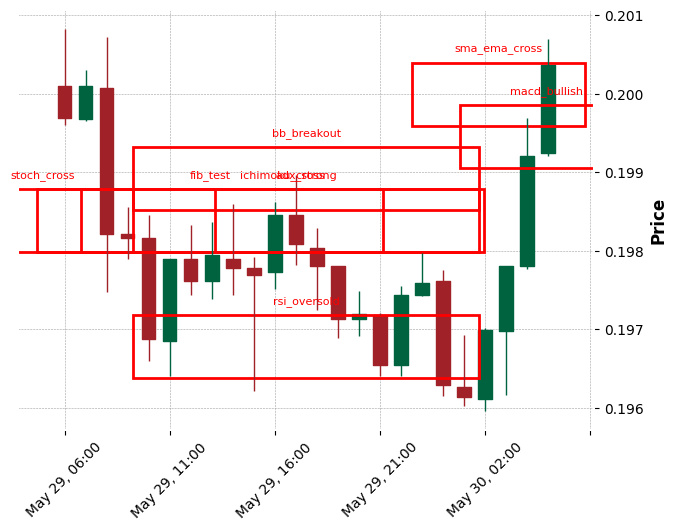 sma_ema_cross
macd_bullish
bb_breakout
stoch_cross
fib_test
rsi_oversold
0.201
0.200
0.199
0.198
0.197
0.196
Price
May 29, 06:00
May 29, 11:00
May 29, 16:00
May 29, 21:00
May 30, 02:00